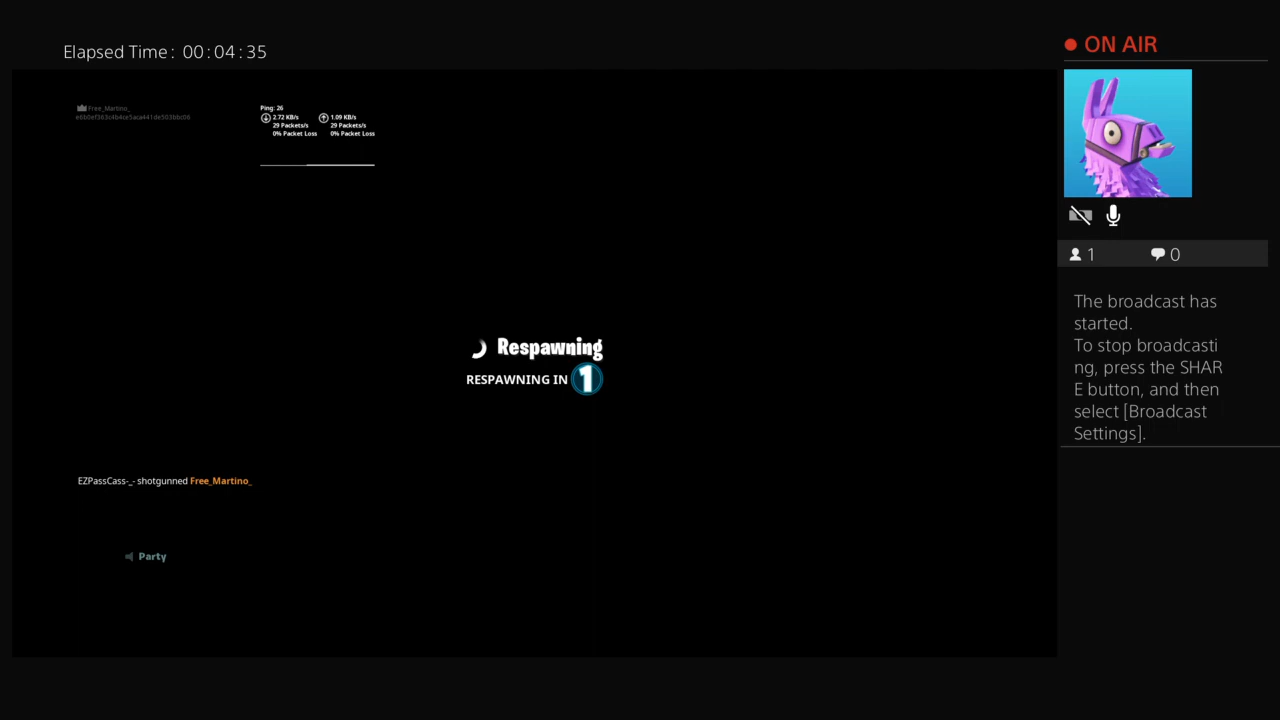 Elapsed Time: 00:04:35
ON AIR
Free_Martino_
Ping: 26
2.72 KB/s
29 Packets/s
0% Packet Loss
1.09 KB/s
29 Packets/s
0% Packet Loss
1
0
The broadcast has
started.
To stop broadcasti
ng, press the SHAR
E button, and then
select [Broadcast
Settings].
Respawning
RESPAWNING IN 1
EZPassCass-_- shotgunned Free_Martino_
Party